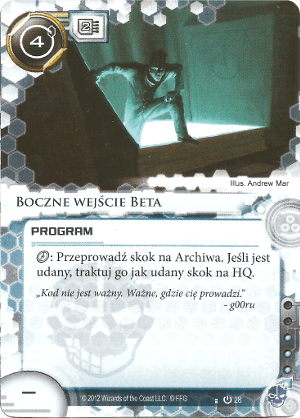 4
2
Illus. Andrew Mar
BOCZNE WEJŚCIE BETA
PROGRAM
: Przeprowadź skok na Archiwa. Jeśli jest
udany, traktuj go jak udany skok na HQ.
„Kod nie jest ważny. Ważne, gdzie cię prowadzi.”
- g00ru
–
©2012 Wizards of the Coast LLC. © FFG
28